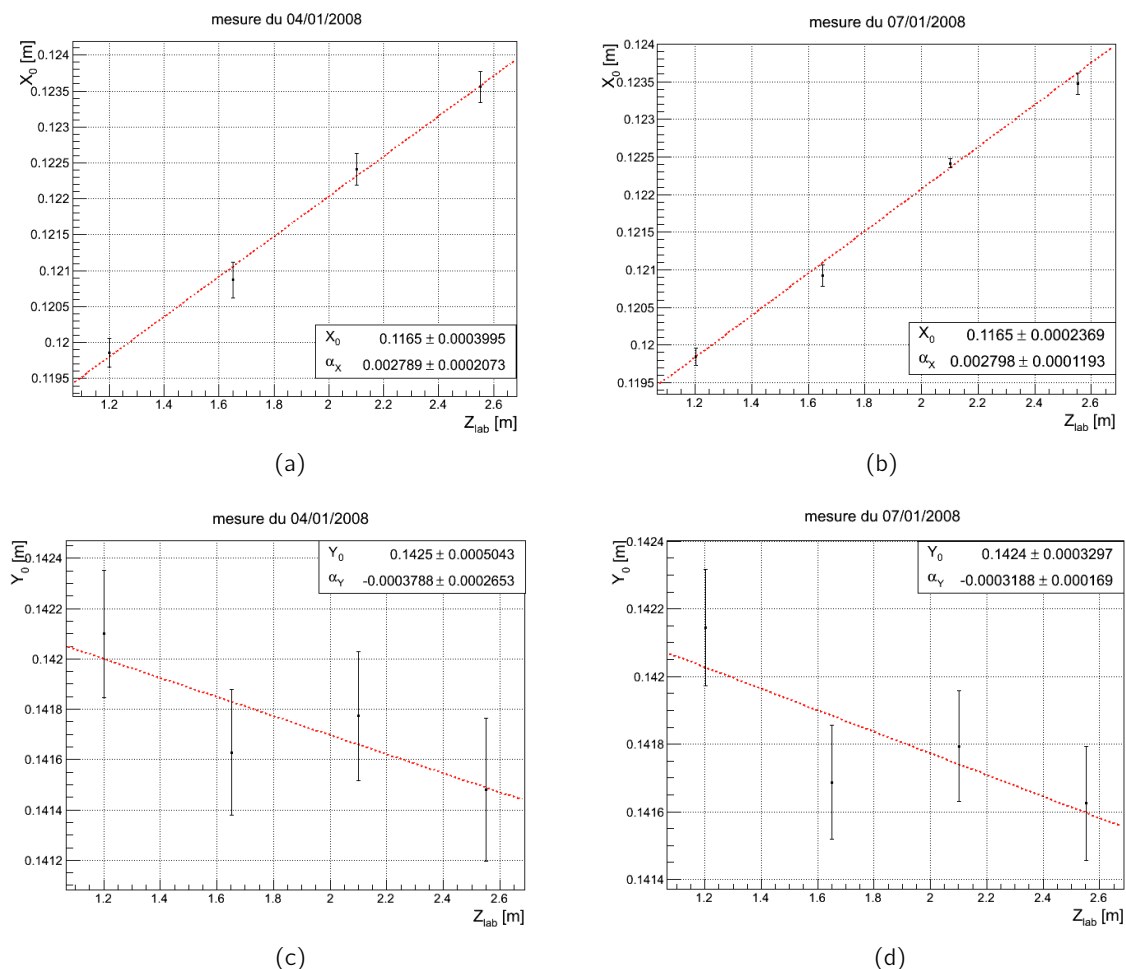 mesure du 04/01/2008
X₀ [m]
0.124
0.1235
0.123
0.1225
0.122
0.1215
0.121
0.1205
0.12
0.1195
X₀ 0.1165 ± 0.0003995
αX 0.002789 ± 0.0002073
1.2 1.4 1.6 1.8 2 2.2 2.4 2.6
Zlab [m]
(a)
mesure du 07/01/2008
X₀ [m]
0.124
0.1235
0.123
0.1225
0.122
0.1215
0.121
0.1205
0.12
0.1195
X₀ 0.1165 ± 0.0002369
αX 0.002798 ± 0.0001193
1.2 1.4 1.6 1.8 2 2.2 2.4 2.6
Zlab [m]
(b)
mesure du 04/01/2008
Y₀ [m]
Y₀ 0.1425 ± 0.0005043
αY -0.0003788 ± 0.0002653
0.1424
0.1422
0.142
0.1418
0.1416
0.1414
0.1412
1.2 1.4 1.6 1.8 2 2.2 2.4 2.6
Zlab [m]
(c)
mesure du 07/01/2008
Y₀ [m]
Y₀ 0.1424 ± 0.0003297
αY -0.0003188 ± 0.000169
0.1424
0.1422
0.142
0.1418
0.1416
0.1414
1.2 1.4 1.6 1.8 2 2.2 2.4 2.6
Zlab [m]
(d)